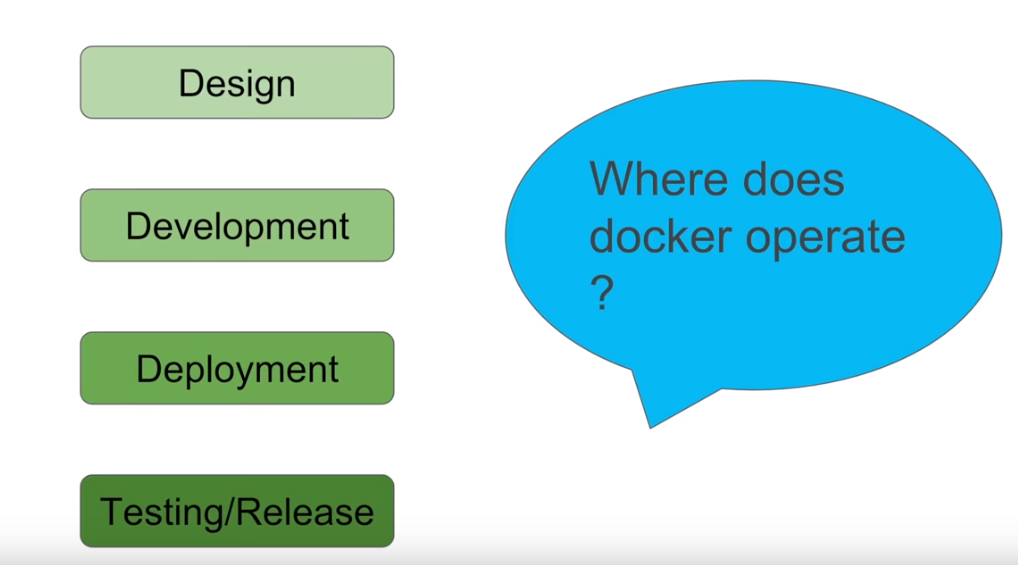 Design
Development
Deployment
Testing/Release
Where does
docker operate
?